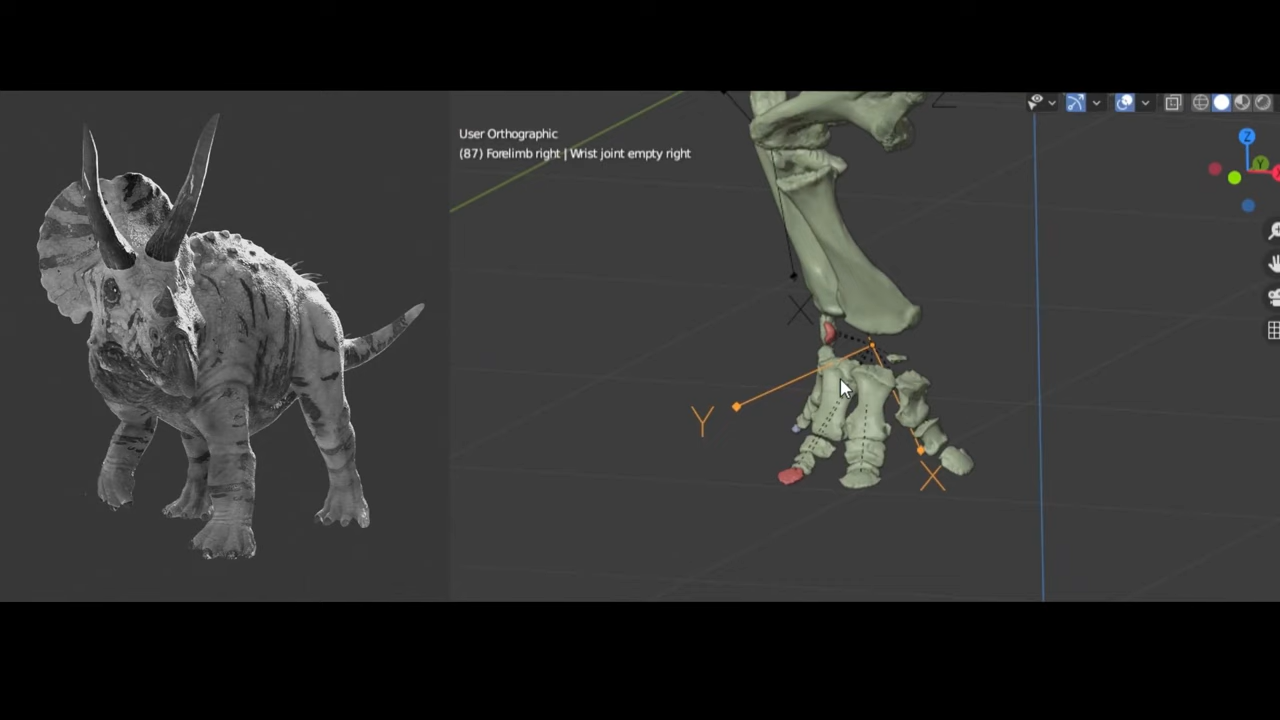 User Orthographic
(87) Forelimb right | Wrist joint empty right
Z
Y
X
X
Y
X